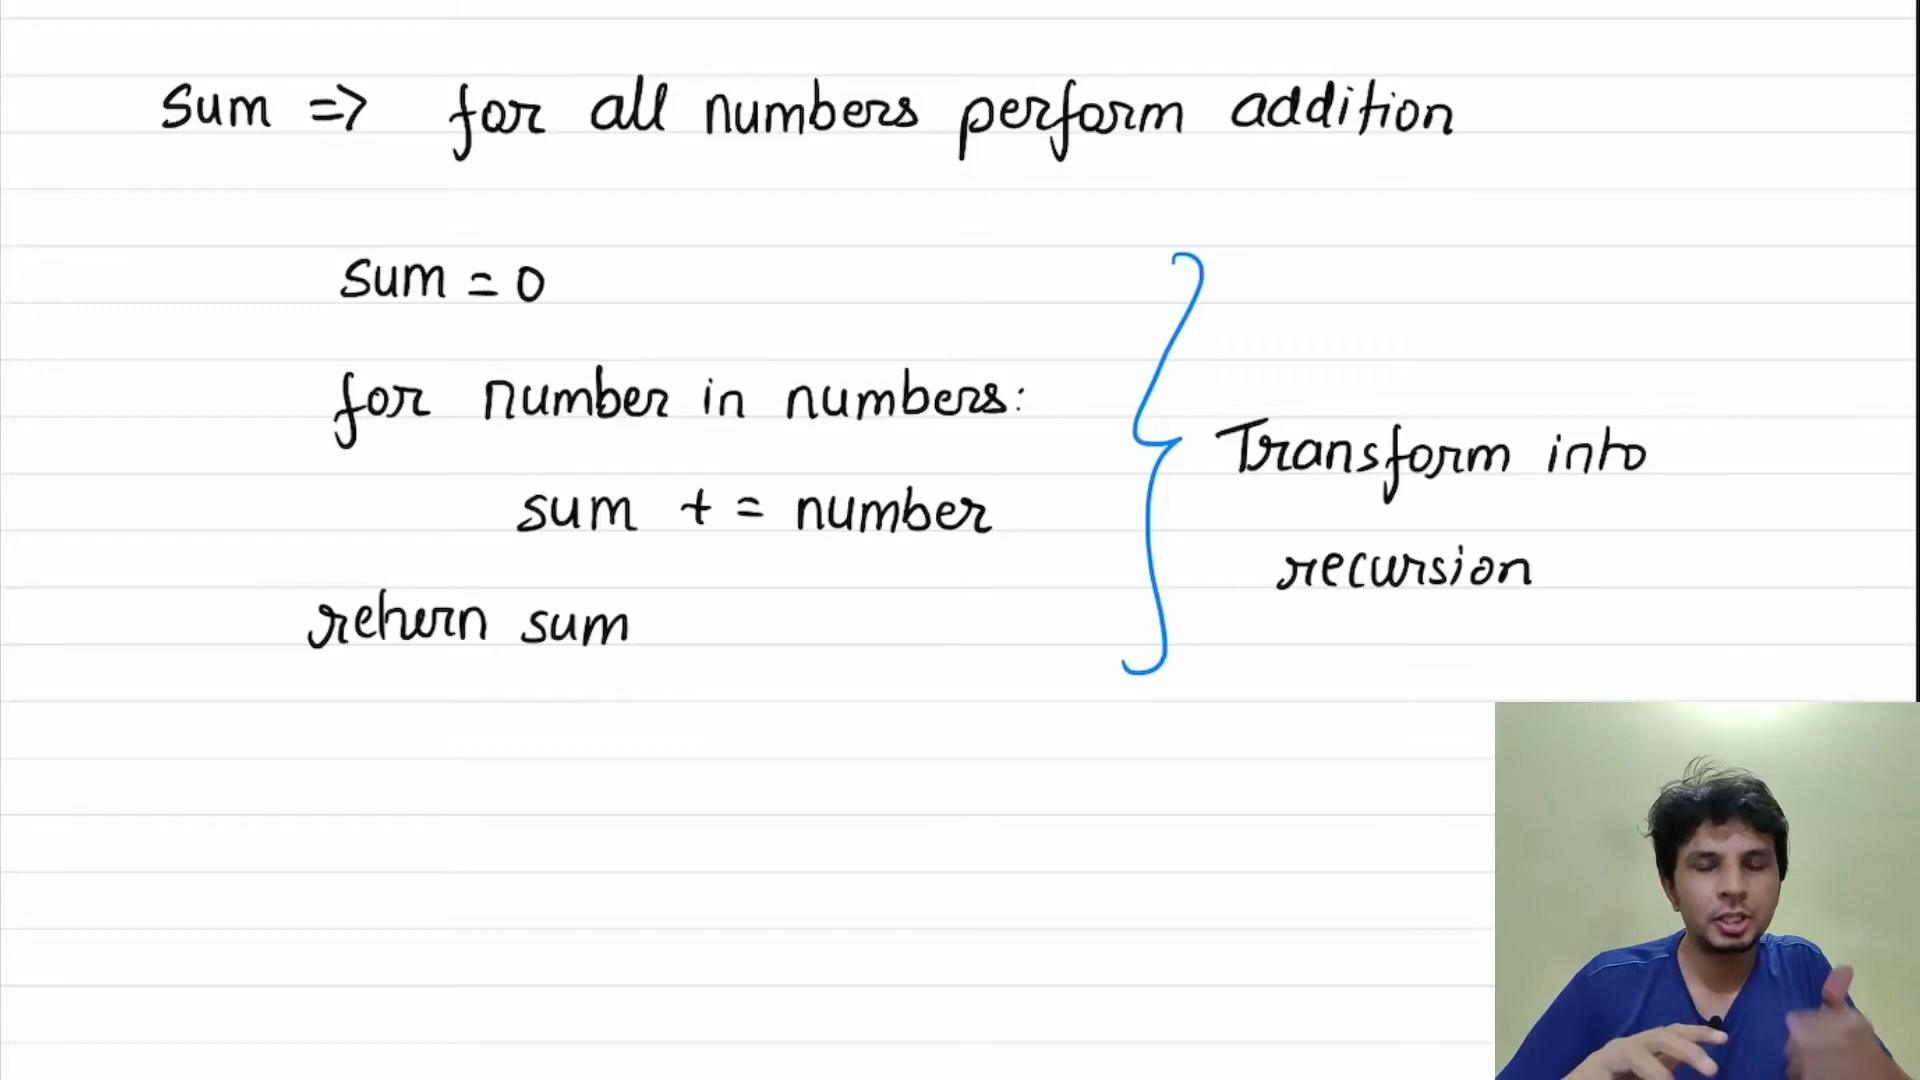 sum => for all numbers perform addition
sum = 0
for number in numbers:
sum += number
return sum
Transform into
recursion